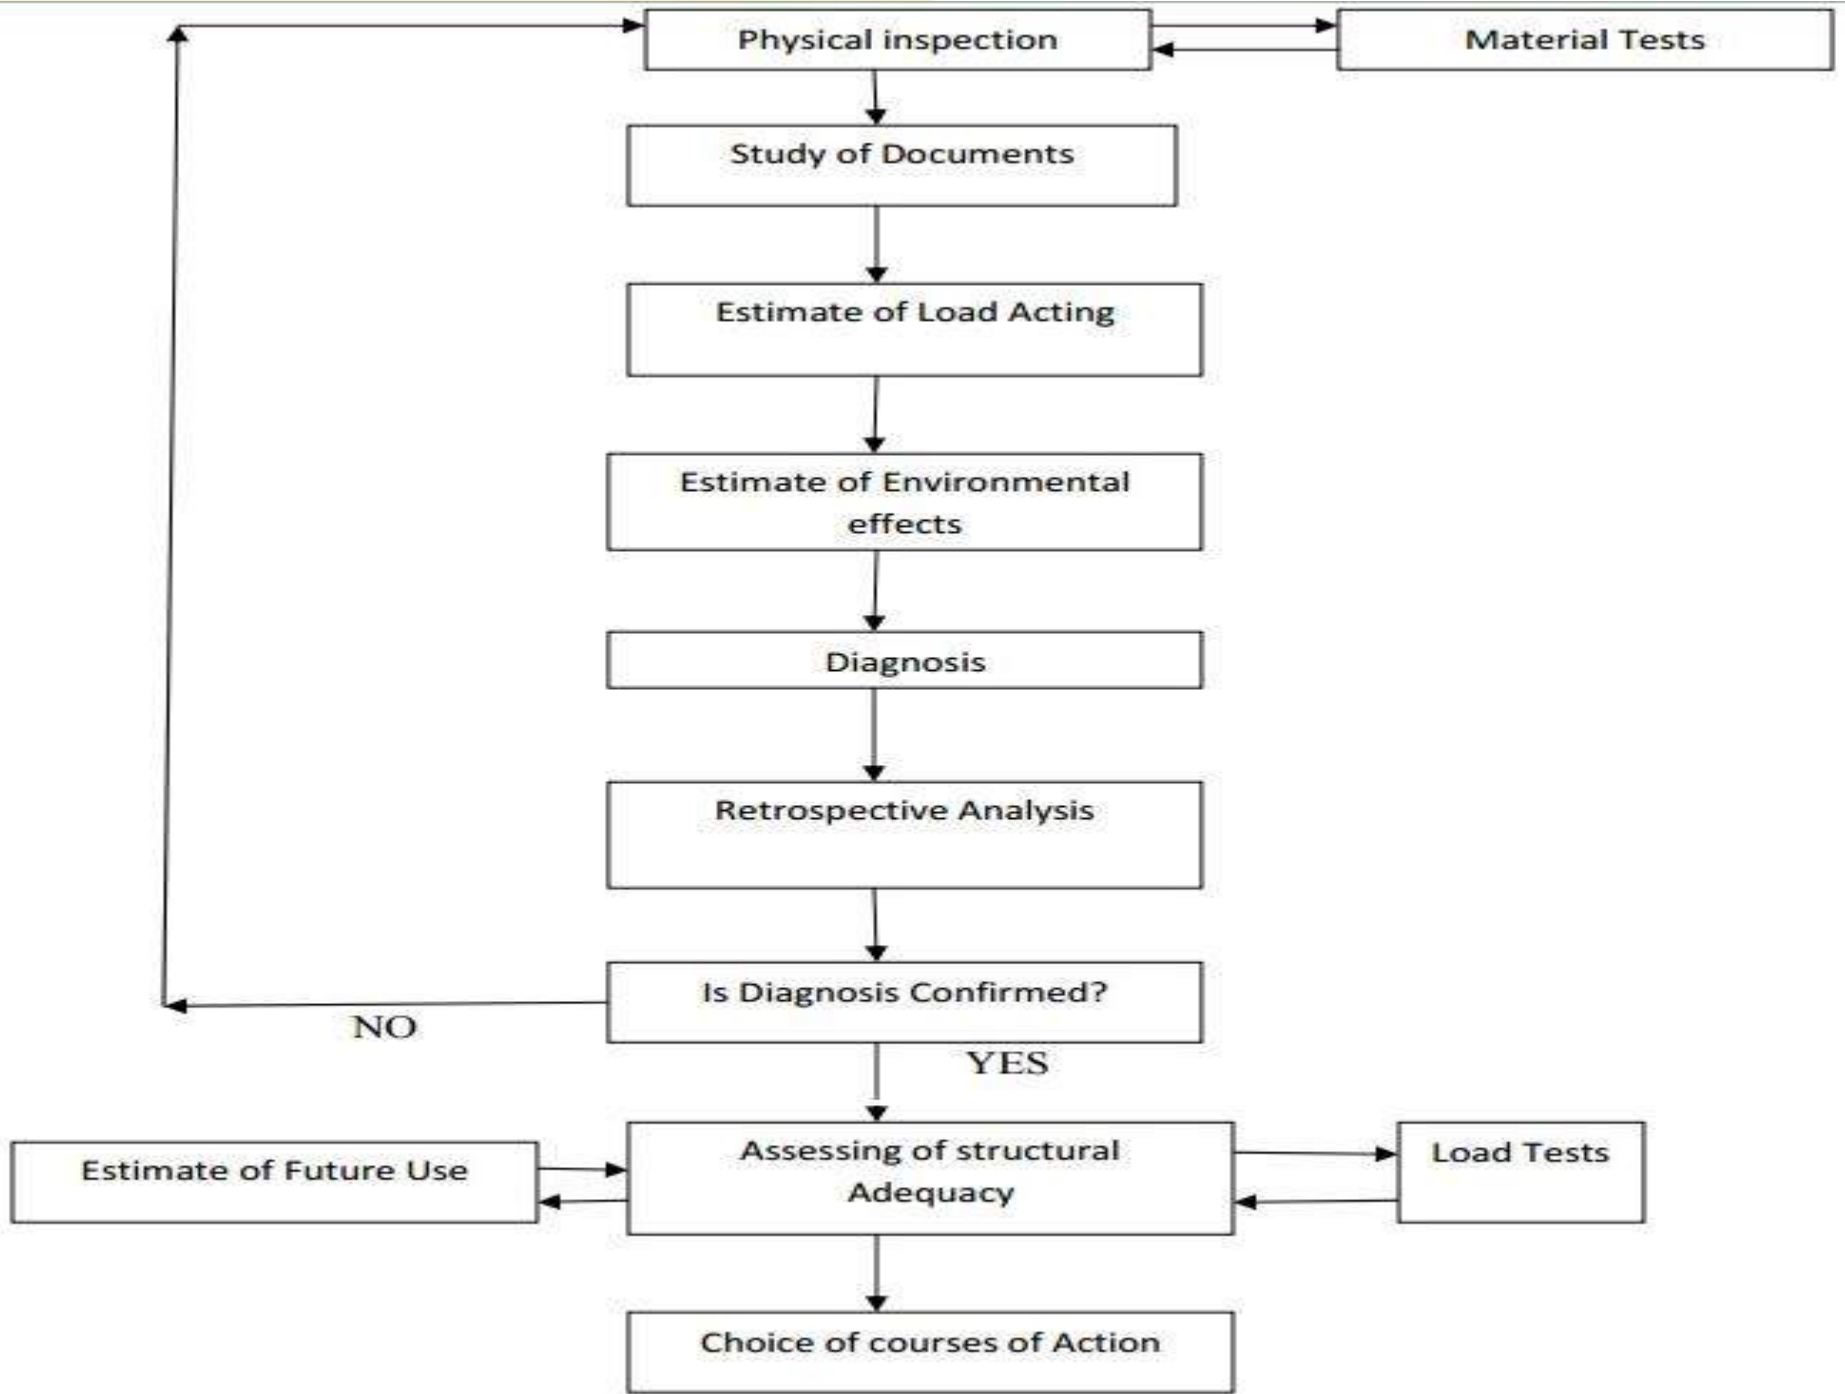 Physical inspection
Material Tests
Study of Documents
Estimate of Load Acting
Estimate of Environmental
effects
Diagnosis
Retrospective Analysis
Is Diagnosis Confirmed?
NO
YES
Estimate of Future Use
Assessing of structural
Adequacy
Load Tests
Choice of courses of Action